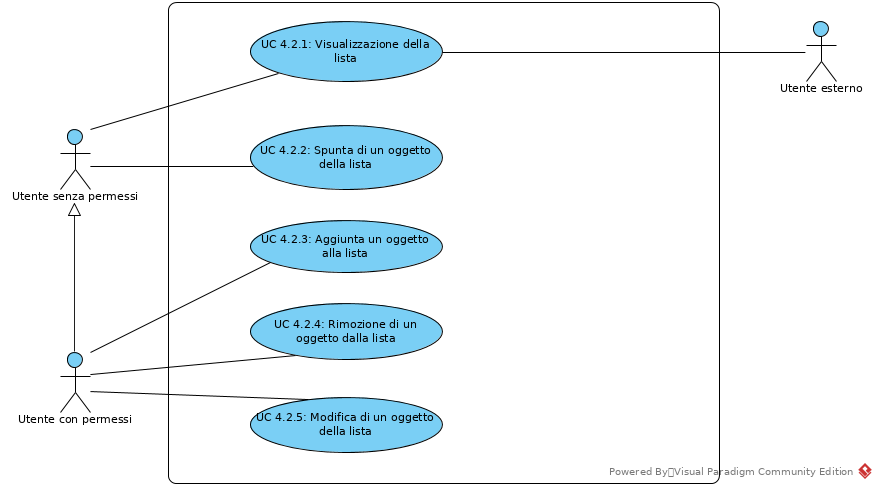 UC 4.2.1: Visualizzazione della
lista
Utente esterno
UC 4.2.2: Spunta di un oggetto
della lista
Utente senza permessi
UC 4.2.3: Aggiunta un oggetto
alla lista
UC 4.2.4: Rimozione di un
oggetto dalla lista
Utente con permessi
UC 4.2.5: Modifica di un oggetto
della lista
Powered By Visual Paradigm Community Edition